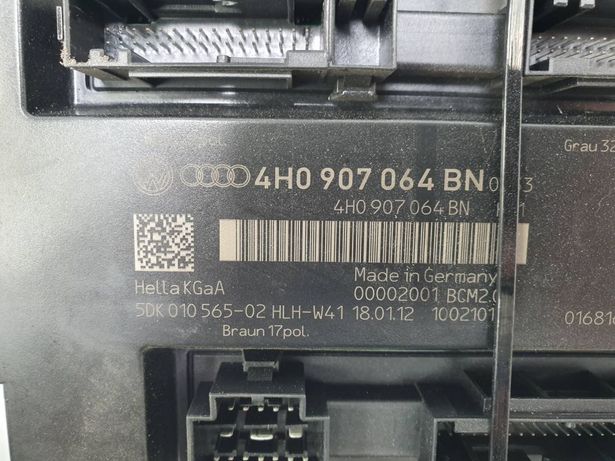 Grau 32
4H0 907 064 BN
4H0 907 064 BN
Made in Germany
Hella KGaA
00002001 BCM2.0
5DK 010 565-02 HLH-W41 18.01.12 1002101
01681
Braun 17pol.